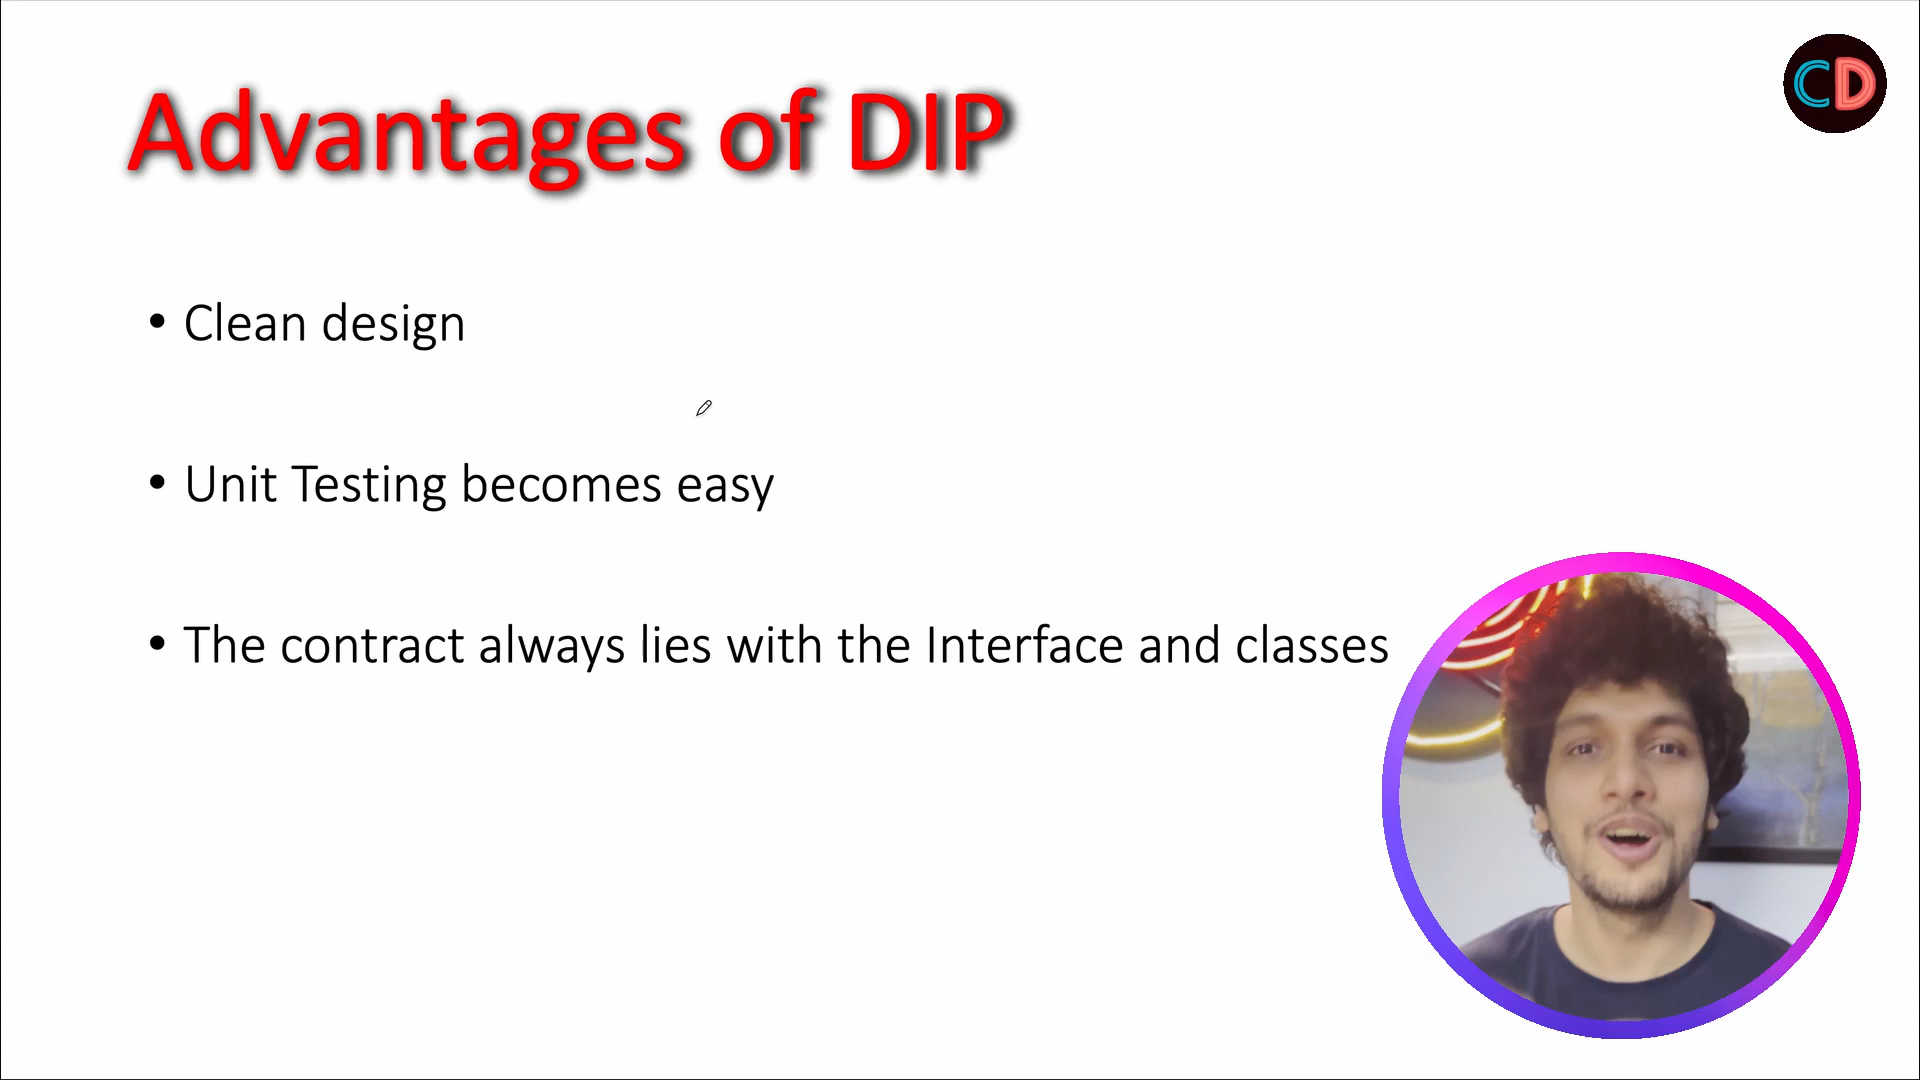 CD
Advantages of DIP
• Clean design
• Unit Testing becomes easy
• The contract always lies with the Interface and classes